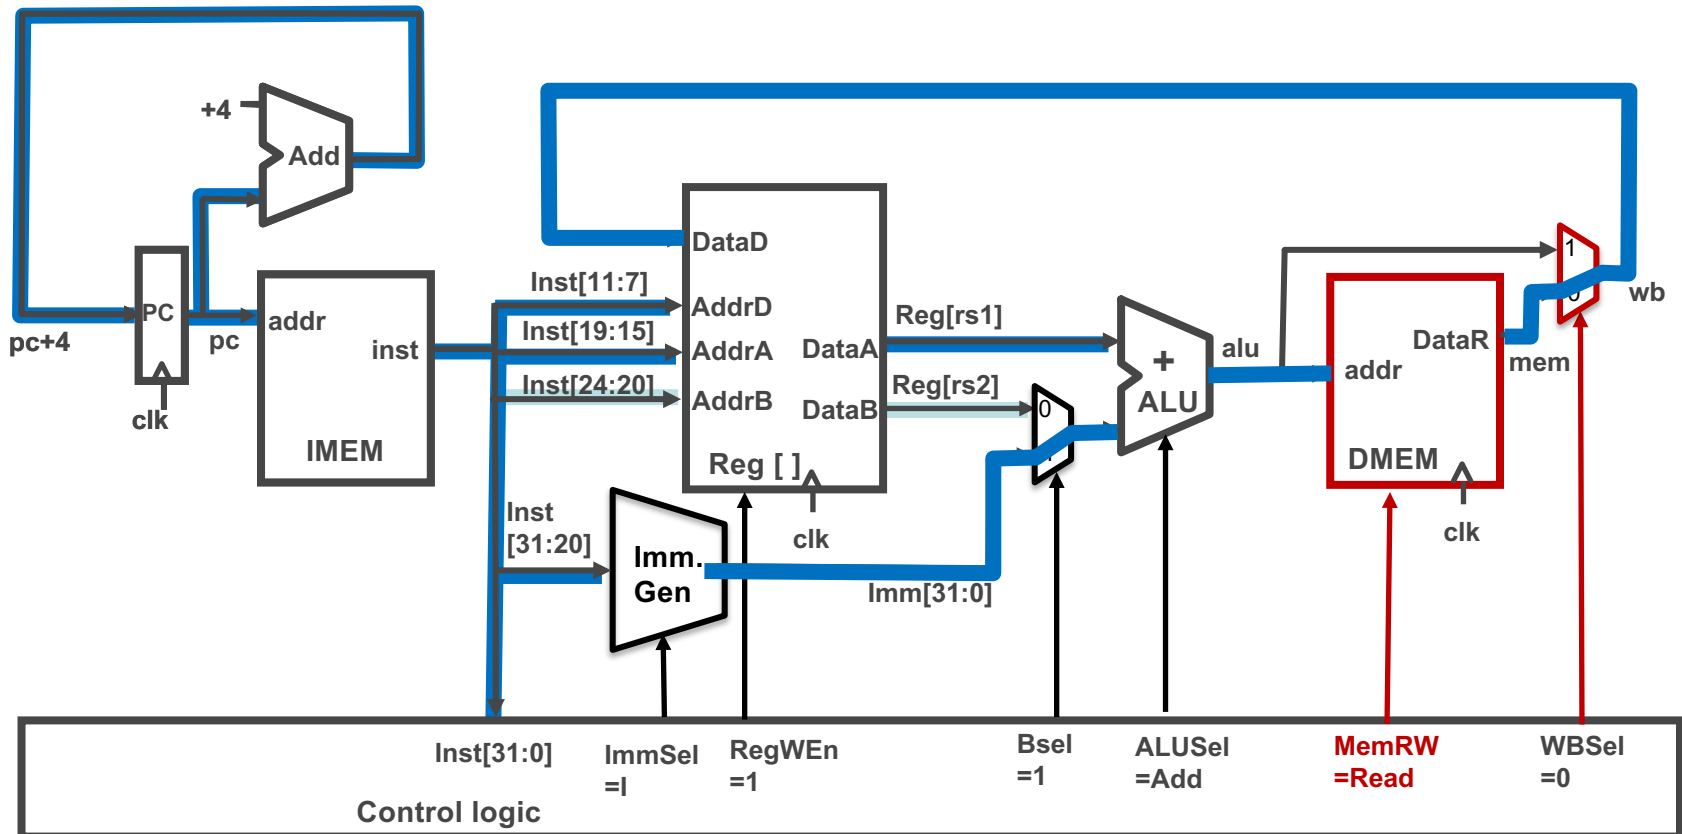 +4
Add
PC
pc+4
pc
clk
addr
inst
IMEM
Inst[11:7]
Inst[19:15]
Inst[24:20]
DataD
AddrD
AddrA
AddrB
DataA
DataB
Reg [ ]
clk
Reg[rs1]
Reg[rs2]
0
+
ALU
alu
addr
DataR
DMEM
clk
mem
1
0
wb
Inst
[31:20]
Imm.
Gen
Imm[31:0]
Inst[31:0]
ImmSel
=I
RegWEn
=1
Bsel
=1
ALUSel
=Add
MemRW
=Read
WBSel
=0
Control logic